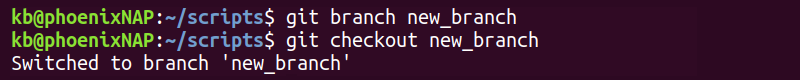 kb@phoenixNAP:~/scripts$ git branch new_branch
kb@phoenixNAP:~/scripts$ git checkout new_branch
Switched to branch 'new_branch'